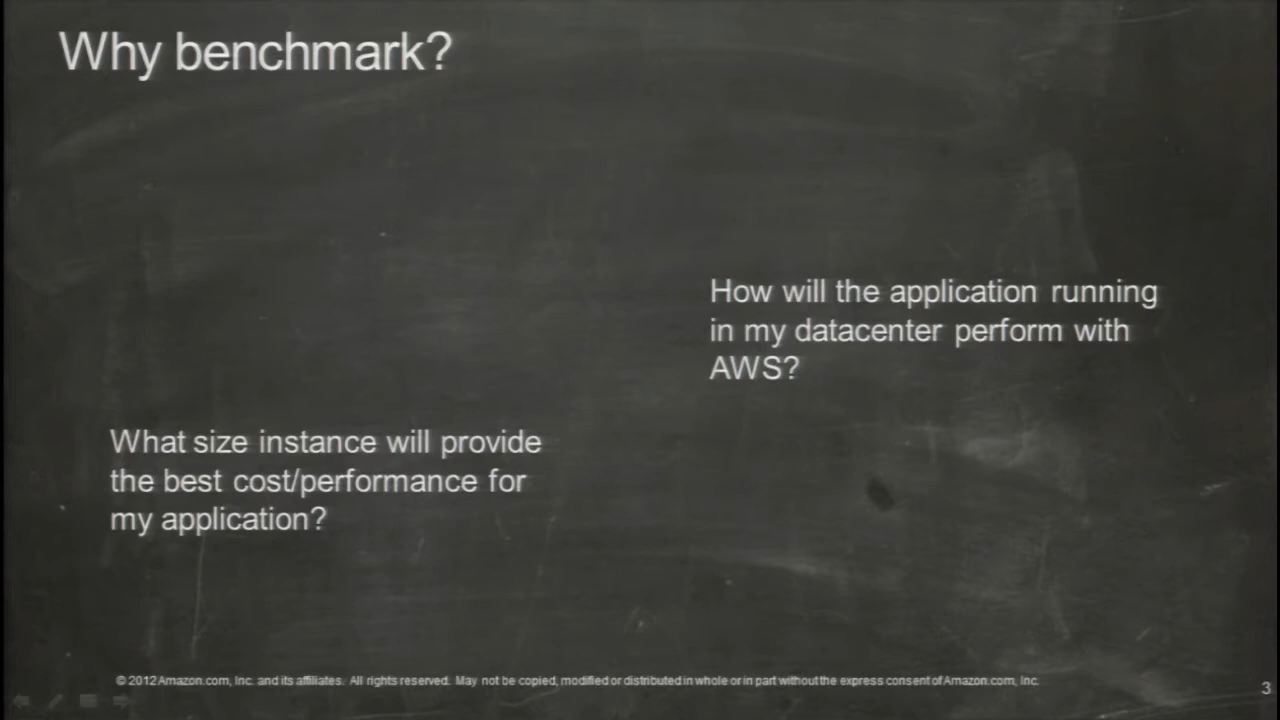 Why benchmark?
How will the application running
in my datacenter perform with
AWS?
What size instance will provide
the best cost/performance for
my application?
© 2012 Amazon.com, Inc. and its affiliates. All rights reserved. May not be copied, modified or distributed in whole or in part without the express consent of Amazon.com, Inc.
3